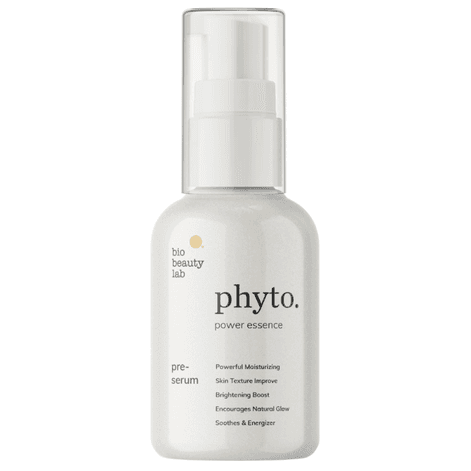 bio
beauty
lab
phyto.
power essence
pre-
serum
Powerful Moisturizing
Skin Texture Improve
Brightening Boost
Encourages Natural Glow
Soothes & Energizer